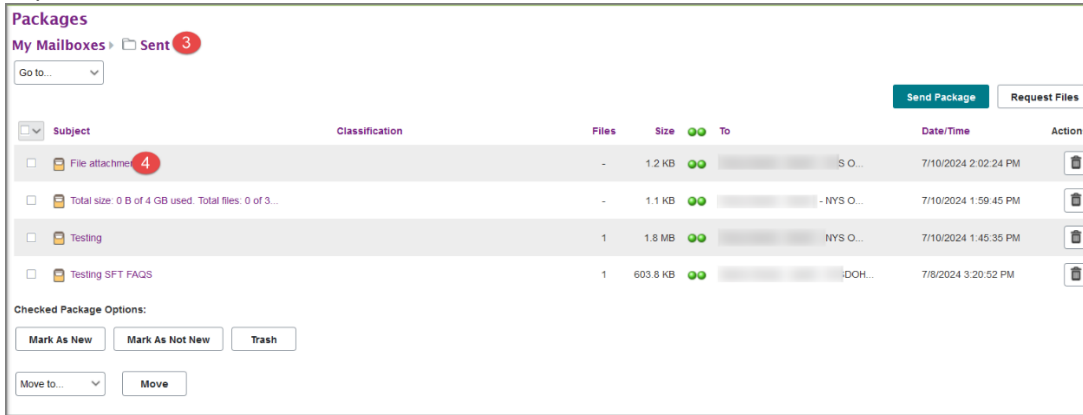 Packages
My Mailboxes Sent 3
Go to...
Send Package Request Files
Subject Classification Files Size To Date/Time Action
File attachmen 4 - 1.2 KB S O... 7/10/2024 2:02:24 PM
Total size: 0 B of 4 GB used. Total files: 0 of 3... - 1.1 KB - NYS O... 7/10/2024 1:59:45 PM
Testing 1 1.8 MB NYS O... 7/10/2024 1:45:35 PM
Testing SFT FAQS 1 603.8 KB DOH... 7/8/2024 3:20:52 PM
Checked Package Options:
Mark As New Mark As Not New Trash
Move to... Move